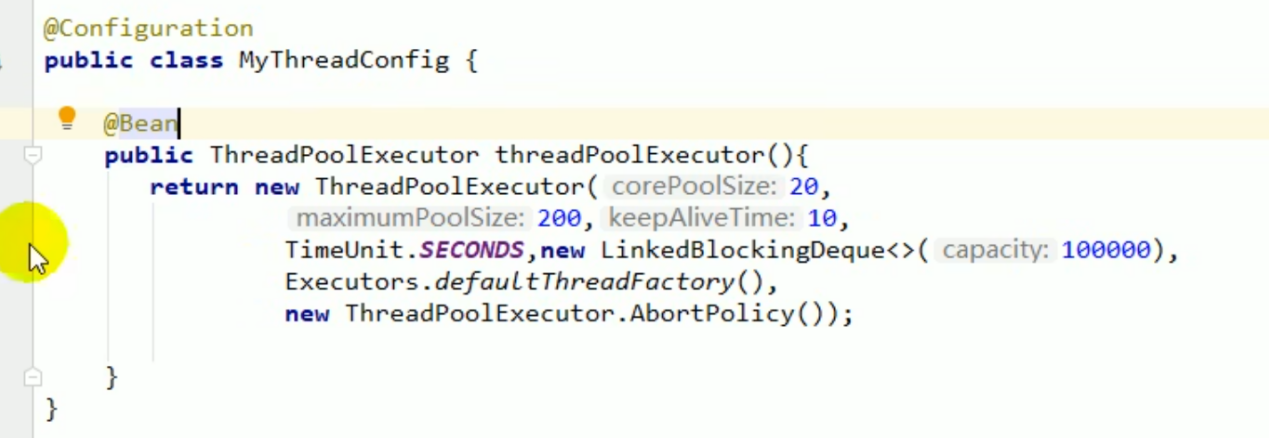 @Configuration
public class MyThreadConfig {
@Bean
public ThreadPoolExecutor threadPoolExecutor(){
return new ThreadPoolExecutor( corePoolSize: 20,
maximumPoolSize: 200, keepAliveTime: 10,
TimeUnit.SECONDS,new LinkedBlockingDeque<>( capacity: 100000),
Executors.defaultThreadFactory(),
new ThreadPoolExecutor.AbortPolicy());
}
}